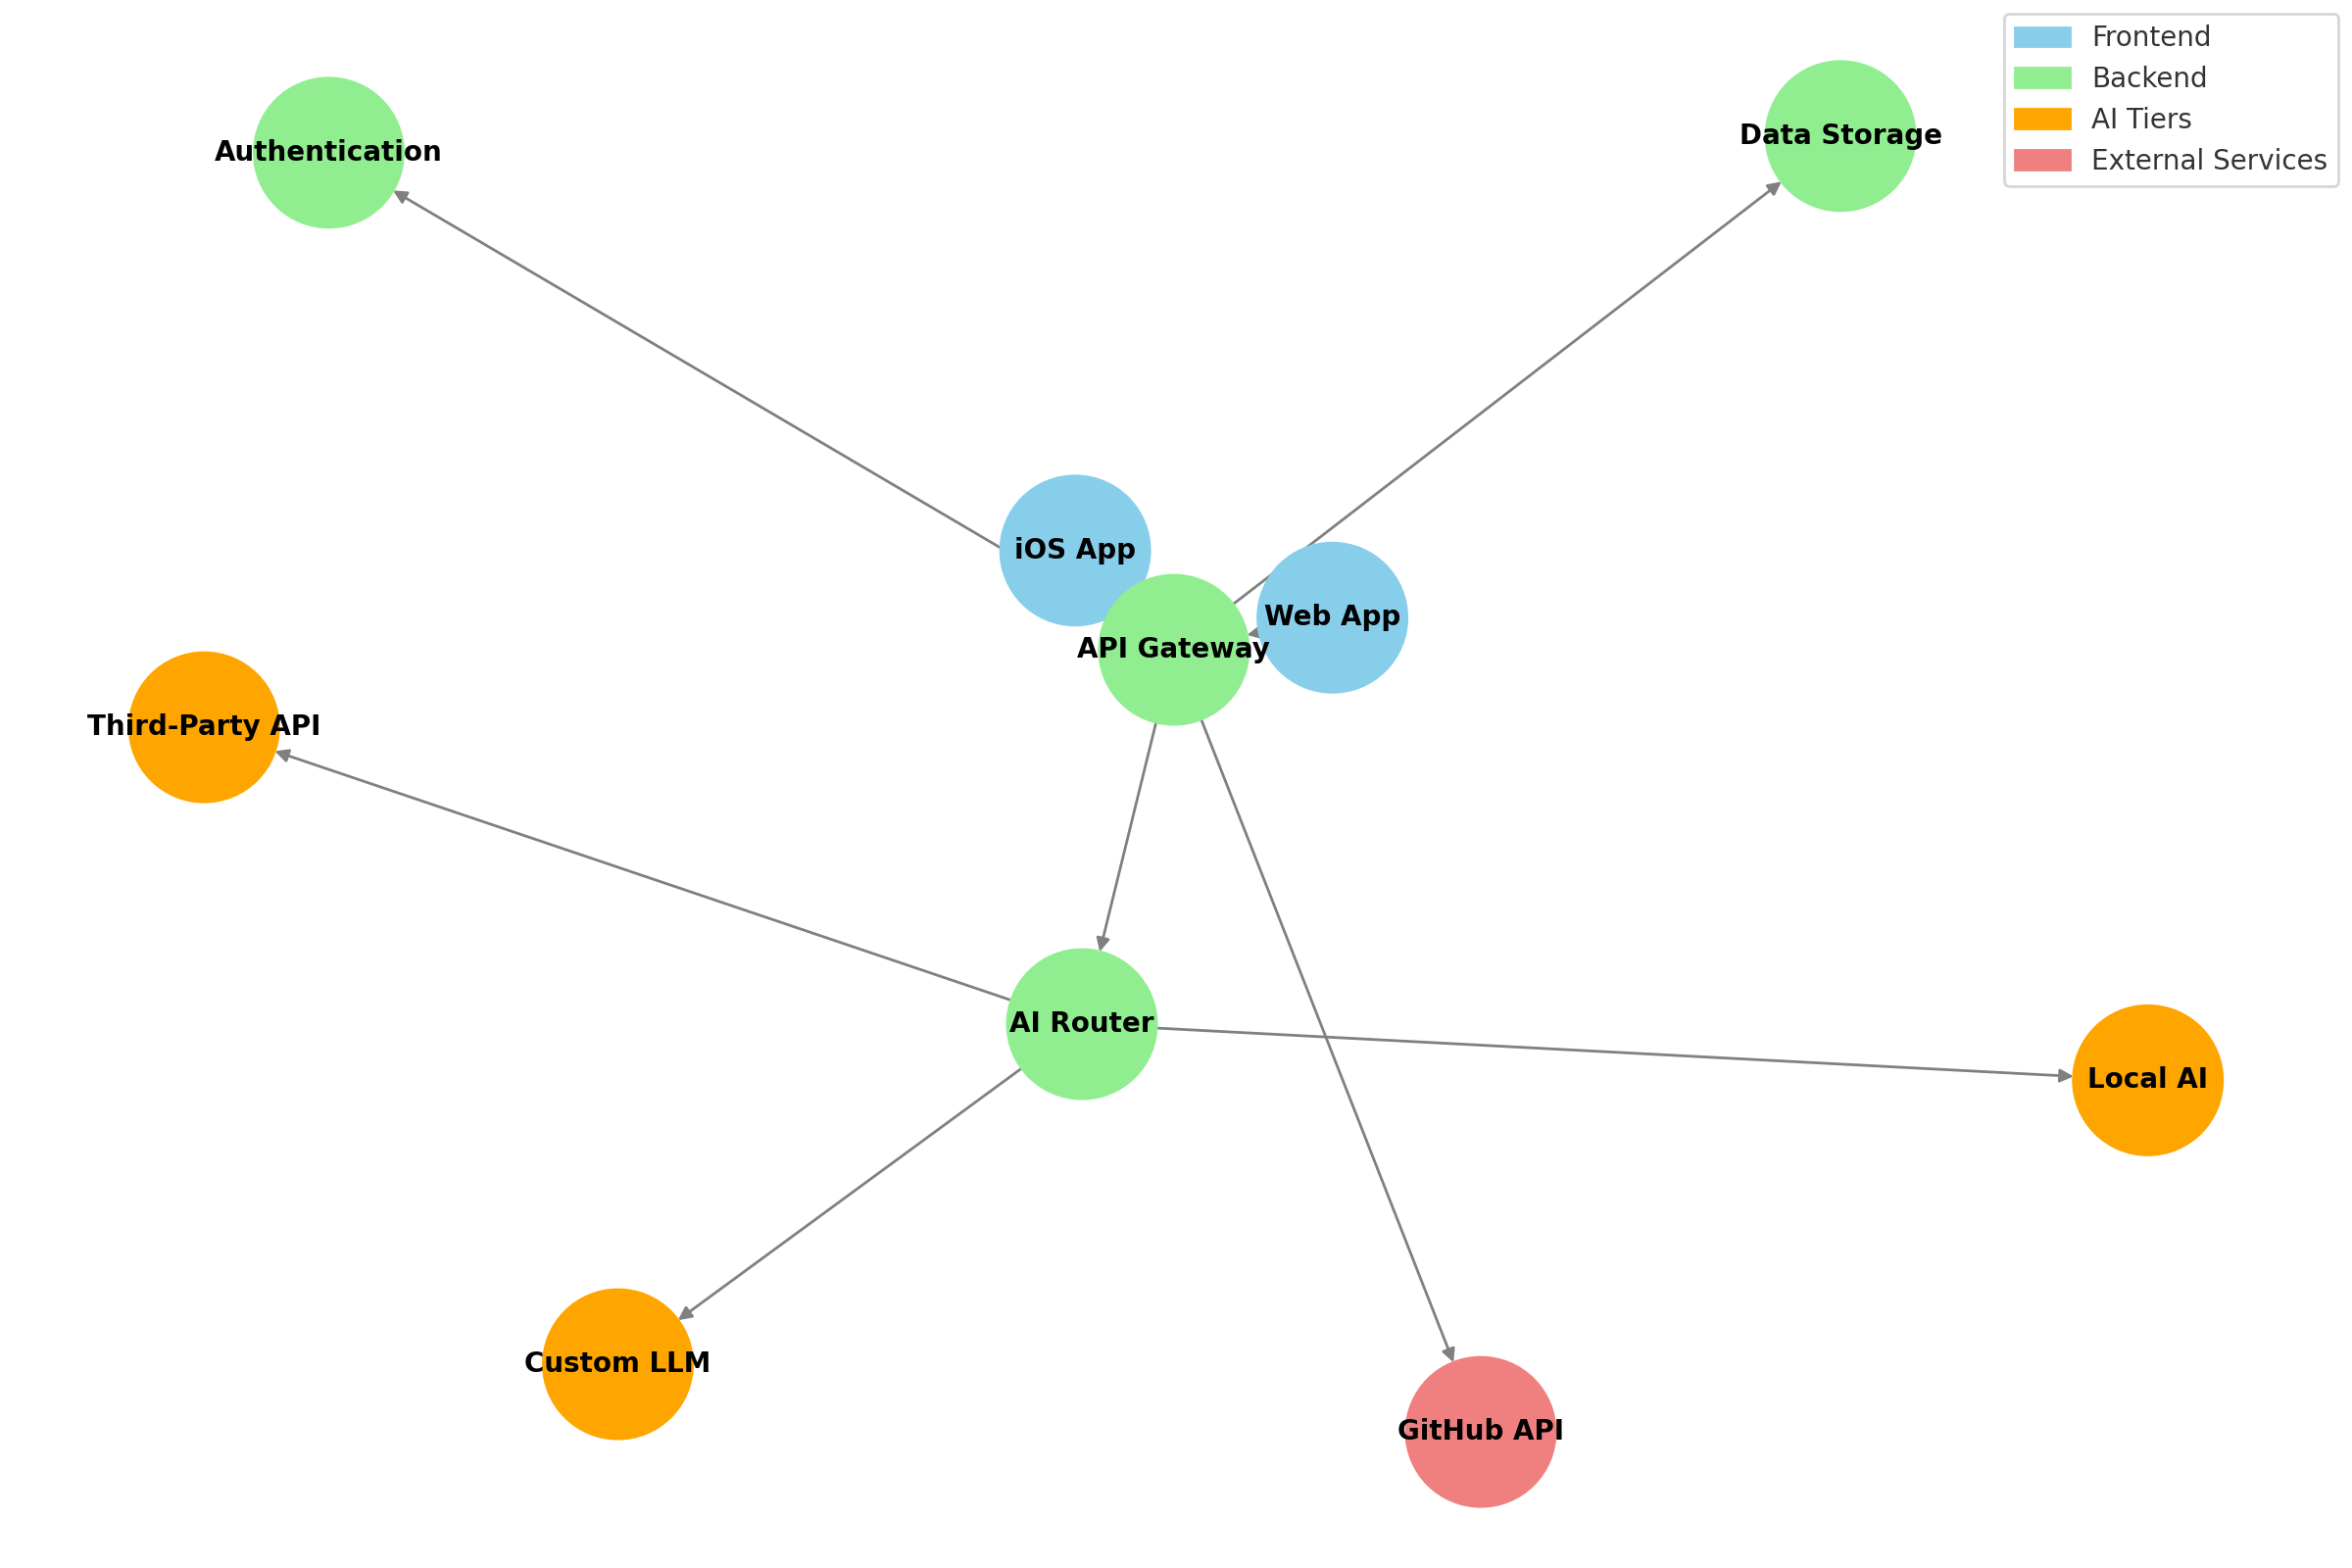 Frontend
Backend
AI Tiers
External Services
Authentication
Data Storage
iOS App
Web App
API Gateway
Third-Party API
AI Router
Local AI
Custom LLM
GitHub API